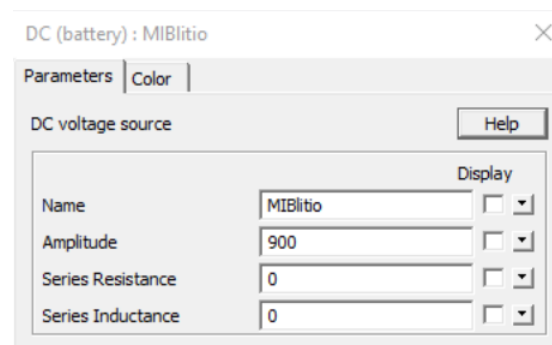 DC (battery) : MIBlitio
Parameters Color
DC voltage source Help
Display
Name MIBlitio
Amplitude 900
Series Resistance 0
Series Inductance 0